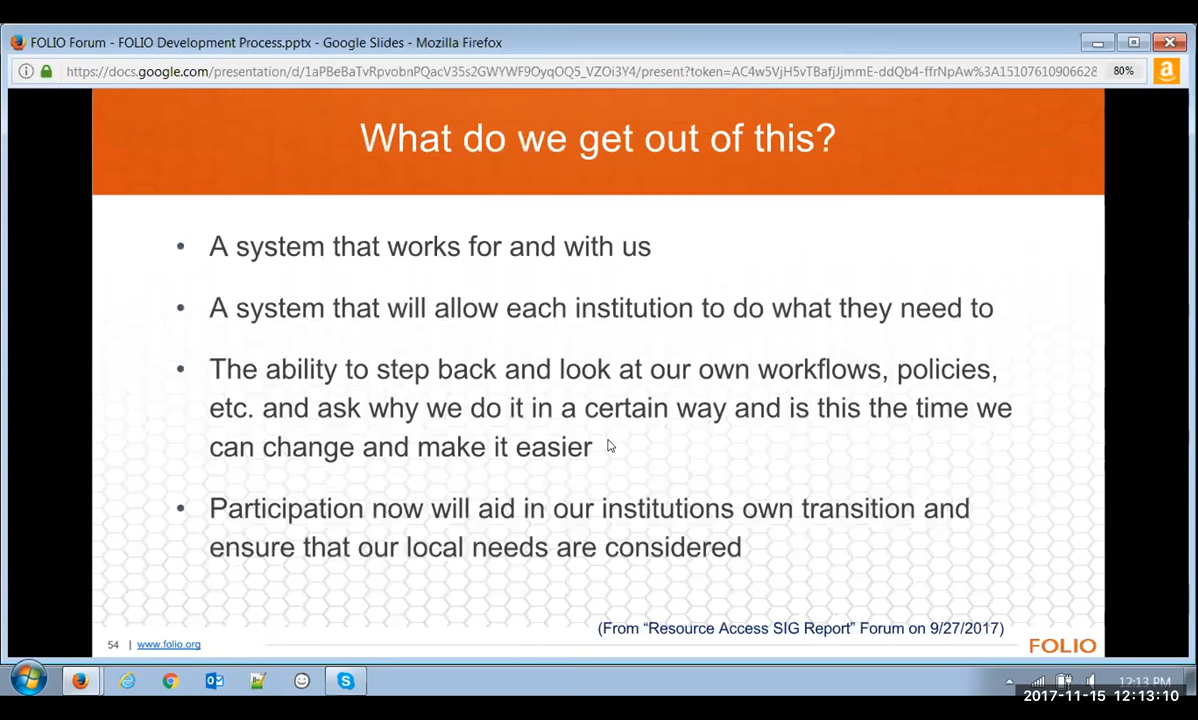 FOLIO Forum - FOLIO Development Process.pptx - Google Slides - Mozilla Firefox
https://docs.google.com/presentation/d/1aPBeBaTvRpvobnPQacV35s2GWYWF9OyqOQ5_VZOi3Y4/present?token=AC4w5VjH5vTBafjJjmmE-ddQb4-ffrNpAw%3A15107610906628
80%
What do we get out of this?
• A system that works for and with us
• A system that will allow each institution to do what they need to
• The ability to step back and look at our own workflows, policies,
etc. and ask why we do it in a certain way and is this the time we
can change and make it easier
• Participation now will aid in our institutions own transition and
ensure that our local needs are considered
(From “Resource Access SIG Report” Forum on 9/27/2017)
54 | www.folio.org
FOLIO
12:13 PM
2017-11-15 12:13:10